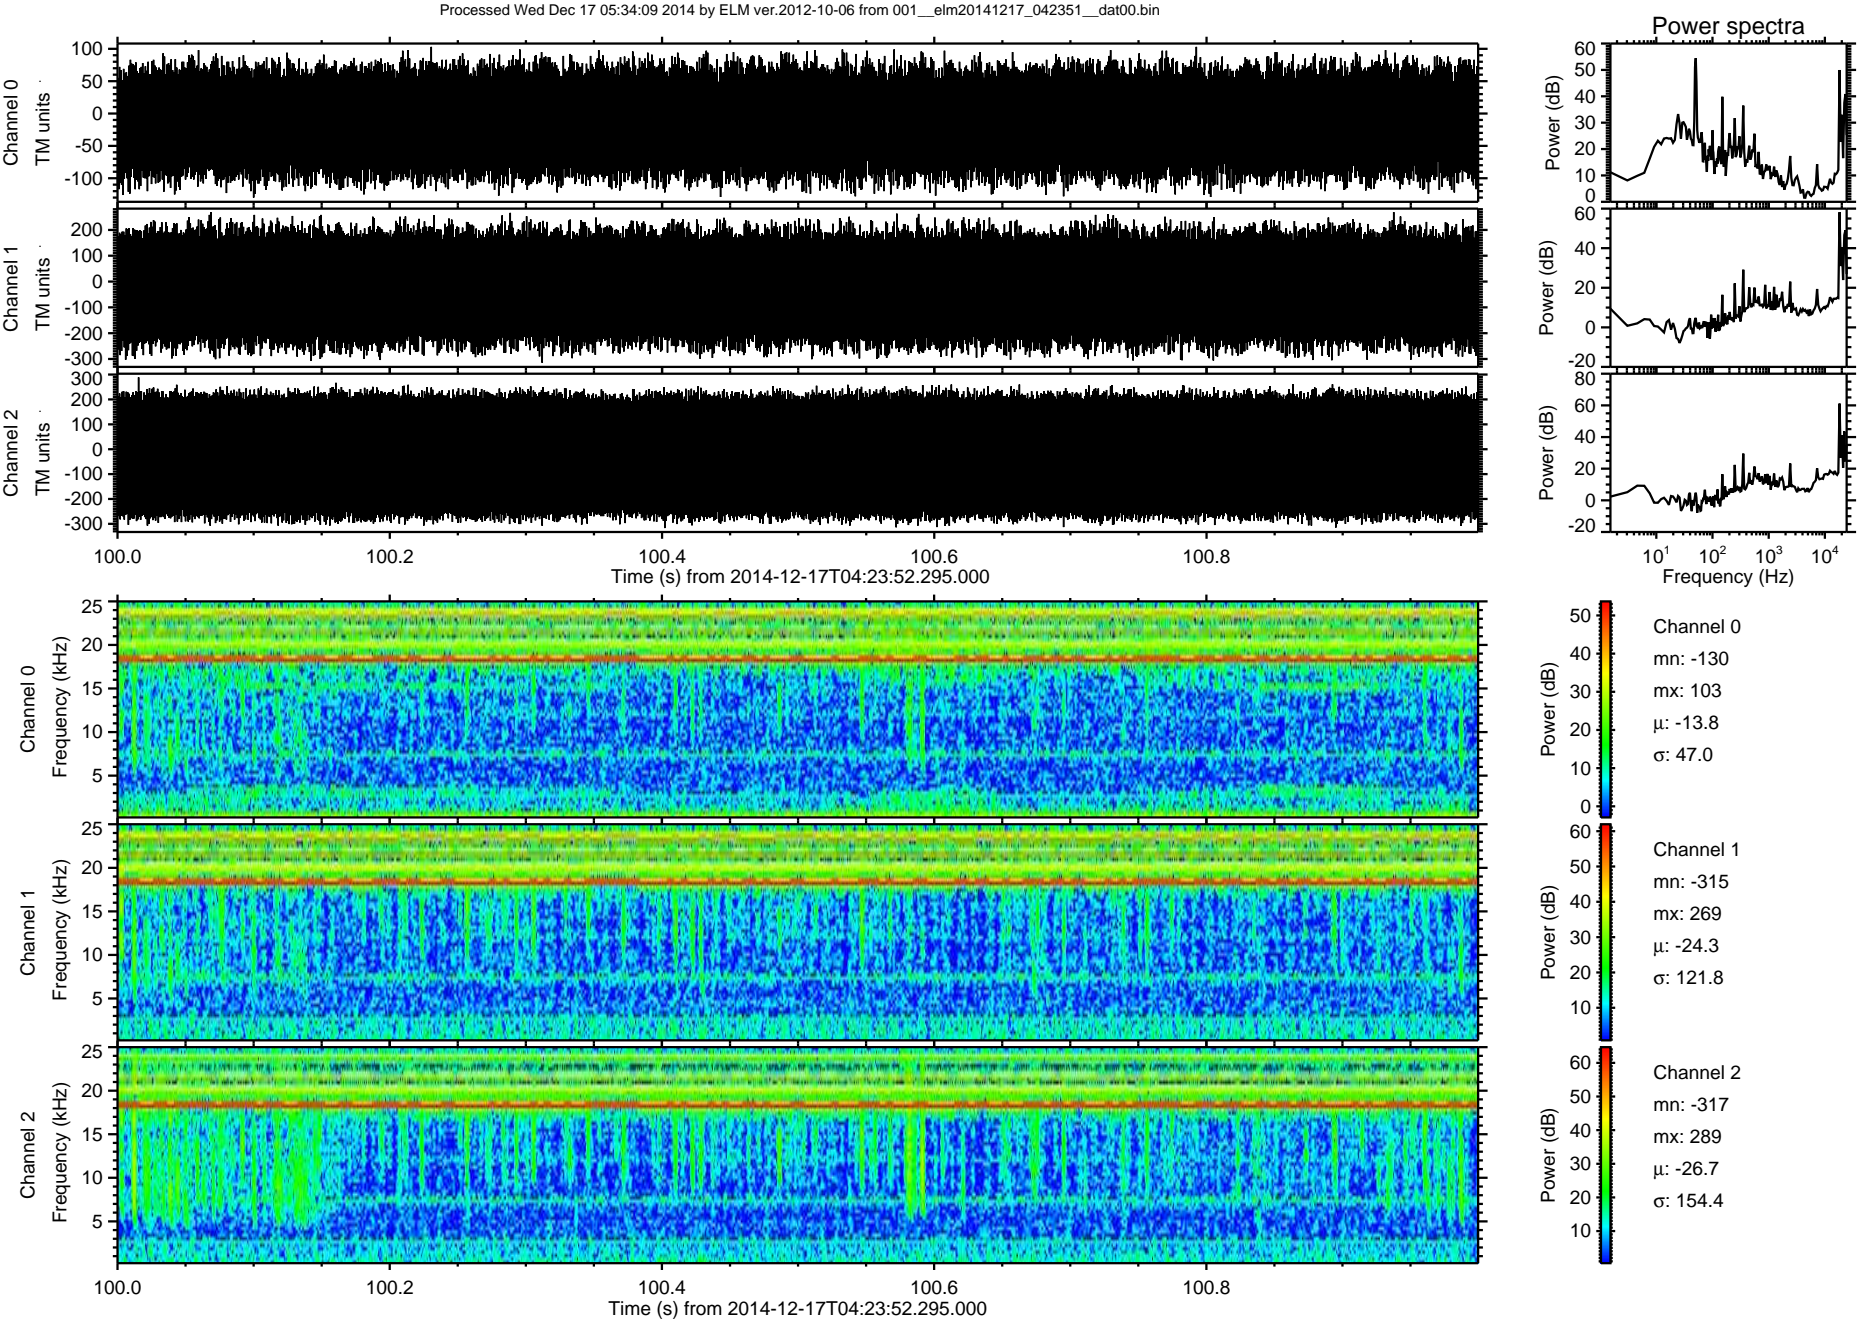 Processed Wed Dec 17 05:34:09 2014 by ELM ver.2012-10-06 from 001__elm20141217_042351__dat00.bin
Power spectra
Channel 0
TM units
100
50
0
-50
-100
Power (dB)
60
50
40
30
20
10
0
Channel 1
TM units
200
100
0
-100
-200
-300
Power (dB)
60
40
20
0
-20
Channel 2
TM units
300
200
100
0
-100
-200
-300
Power (dB)
80
60
40
20
0
-20
100.0 100.2 100.4 100.6 100.8
Time (s) from 2014-12-17T04:23:52.295.000
10¹ 10² 10³ 10⁴
Frequency (Hz)
Channel 0
Frequency (kHz)
25
20
15
10
5
Power (dB)
50
40
30
20
10
0
Channel 0
mn: -130
mx: 103
µ: -13.8
σ: 47.0
Channel 1
Frequency (kHz)
25
20
15
10
5
Power (dB)
60
50
40
30
20
10
Channel 1
mn: -315
mx: 269
µ: -24.3
σ: 121.8
Channel 2
Frequency (kHz)
25
20
15
10
5
Power (dB)
60
50
40
30
20
10
Channel 2
mn: -317
mx: 289
µ: -26.7
σ: 154.4
100.0 100.2 100.4 100.6 100.8
Time (s) from 2014-12-17T04:23:52.295.000